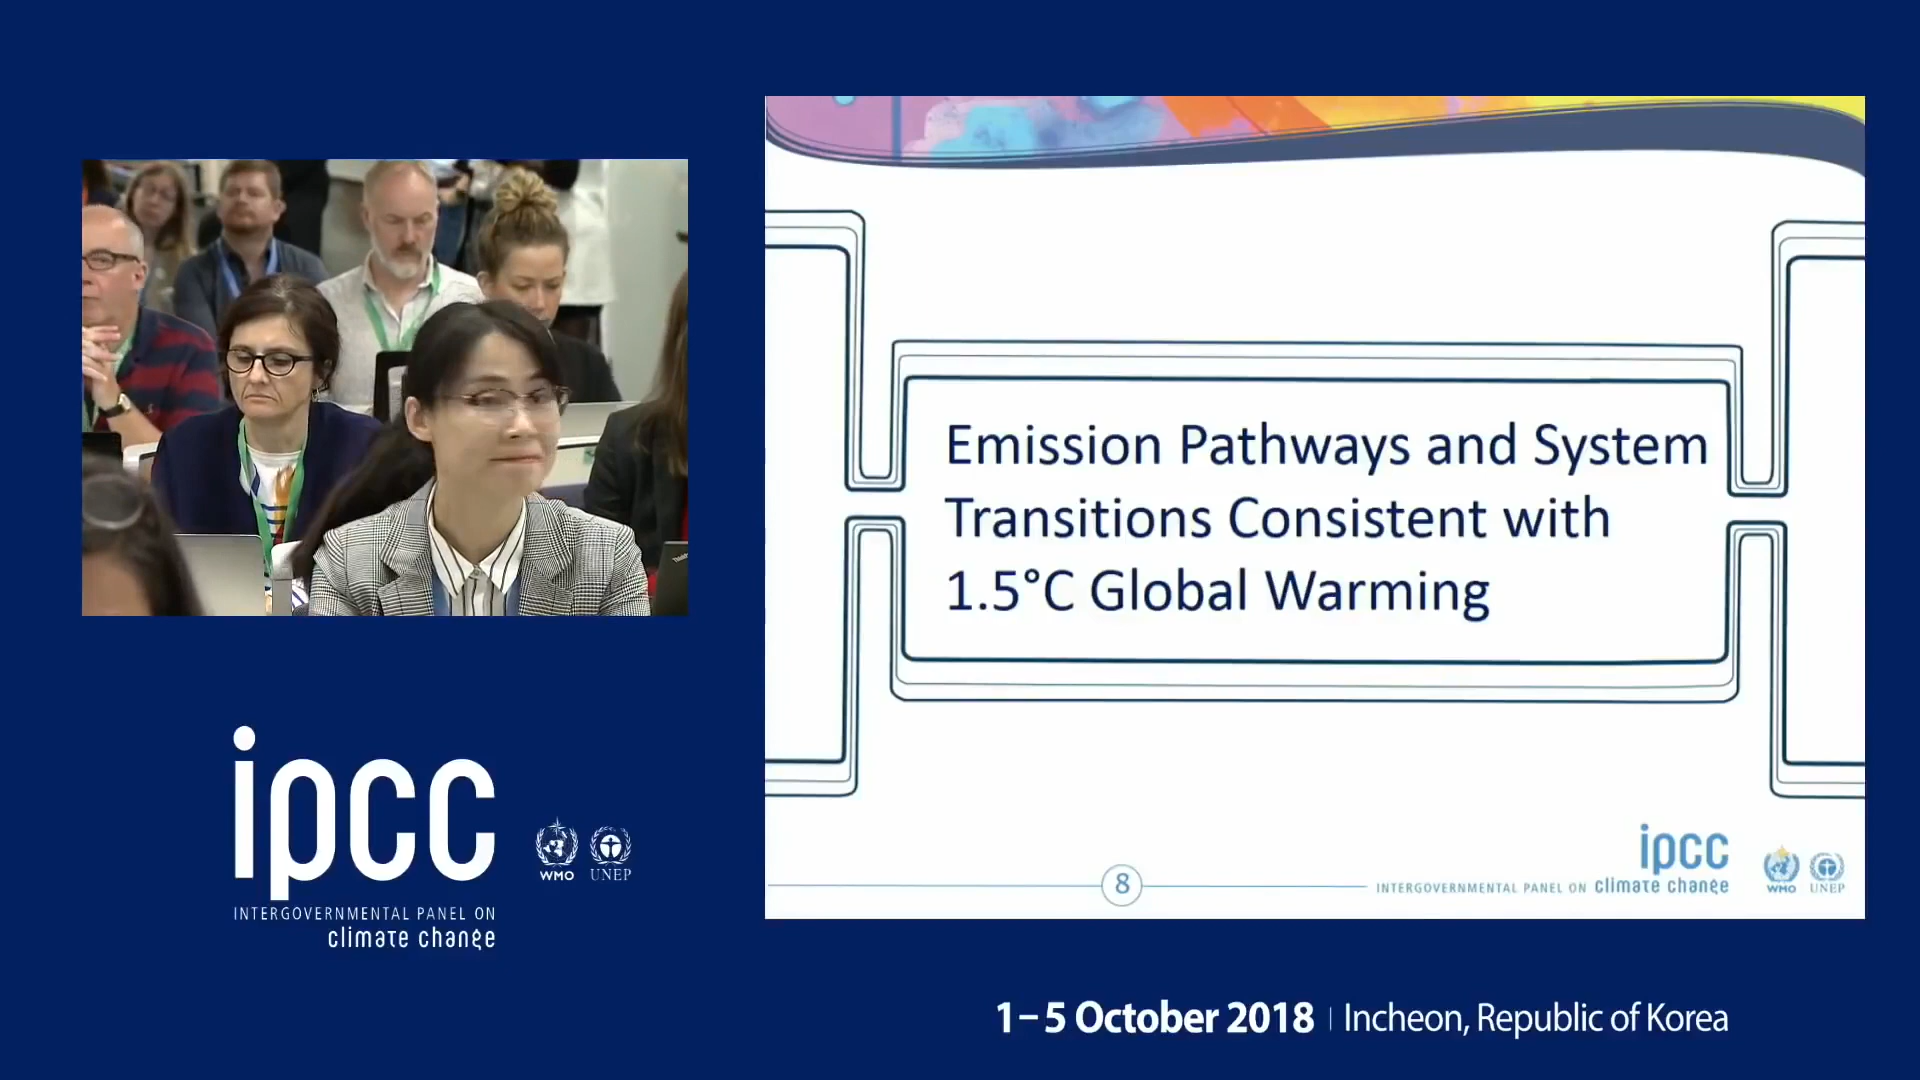 Emission Pathways and System
Transitions Consistent with
1.5°C Global Warming
8
ipcc
INTERGOVERNMENTAL PANEL ON climate change
WMO
UNEP
ipcc
INTERGOVERNMENTAL PANEL ON
climate change
WMO
UNEP
1–5 October 2018 | Incheon, Republic of Korea